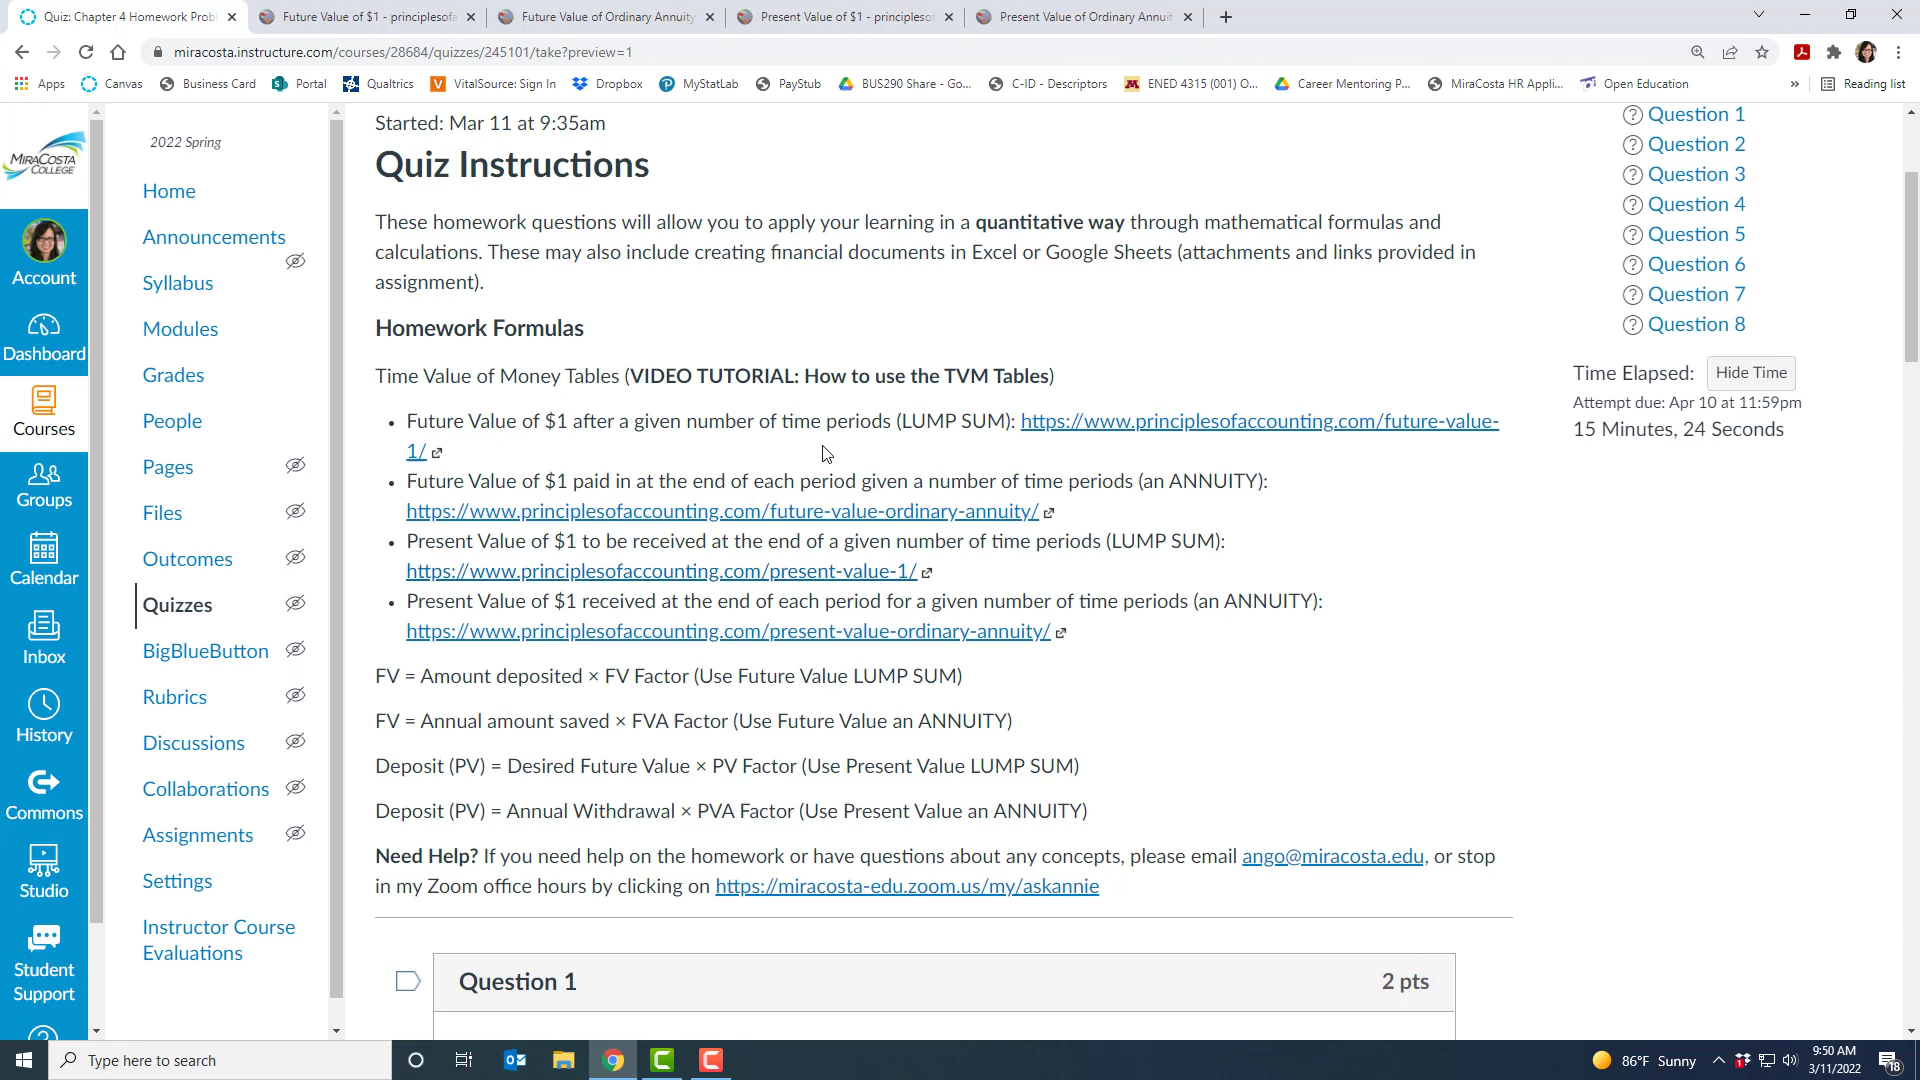 Quiz: Chapter 4 Homework Probl
Future Value of $1 - principlesofa
Future Value of Ordinary Annuity
Present Value of $1 - principlesof
Present Value of Ordinary Annuit
miracosta.instructure.com/courses/28684/quizzes/245101/take?preview=1
Apps
Canvas
Business Card
Portal
Qualtrics
VitalSource: Sign In
Dropbox
MyStatLab
PayStub
BUS290 Share - Go...
C-ID - Descriptors
ENED 4315 (001) O...
Career Mentoring P...
MiraCosta HR Appli...
Open Education
»
Reading list
MIRACOSTA
COLLEGE
Account
Dashboard
Courses
Groups
Calendar
Inbox
History
Commons
Studio
Student
Support
2022 Spring
Home
Announcements
Syllabus
Modules
Grades
People
Pages
Files
Outcomes
Quizzes
BigBlueButton
Rubrics
Discussions
Collaborations
Assignments
Settings
Instructor Course
Evaluations
Started: Mar 11 at 9:35am
Quiz Instructions
These homework questions will allow you to apply your learning in a quantitative way through mathematical formulas and
calculations. These may also include creating financial documents in Excel or Google Sheets (attachments and links provided in
assignment).
Homework Formulas
Time Value of Money Tables (VIDEO TUTORIAL: How to use the TVM Tables)
• Future Value of $1 after a given number of time periods (LUMP SUM): https://www.principlesofaccounting.com/future-value-
1/
• Future Value of $1 paid in at the end of each period given a number of time periods (an ANNUITY):
https://www.principlesofaccounting.com/future-value-ordinary-annuity/
• Present Value of $1 to be received at the end of a given number of time periods (LUMP SUM):
https://www.principlesofaccounting.com/present-value-1/
• Present Value of $1 received at the end of each period for a given number of time periods (an ANNUITY):
https://www.principlesofaccounting.com/present-value-ordinary-annuity/
FV = Amount deposited × FV Factor (Use Future Value LUMP SUM)
FV = Annual amount saved × FVA Factor (Use Future Value an ANNUITY)
Deposit (PV) = Desired Future Value × PV Factor (Use Present Value LUMP SUM)
Deposit (PV) = Annual Withdrawal × PVA Factor (Use Present Value an ANNUITY)
Need Help? If you need help on the homework or have questions about any concepts, please email ango@miracosta.edu, or stop
in my Zoom office hours by clicking on https://miracosta-edu.zoom.us/my/askannie
Question 1
2 pts
Question 1
Question 2
Question 3
Question 4
Question 5
Question 6
Question 7
Question 8
Time Elapsed:
Hide Time
Attempt due: Apr 10 at 11:59pm
15 Minutes, 24 Seconds
Type here to search
86°F Sunny
9:50 AM
3/11/2022
18